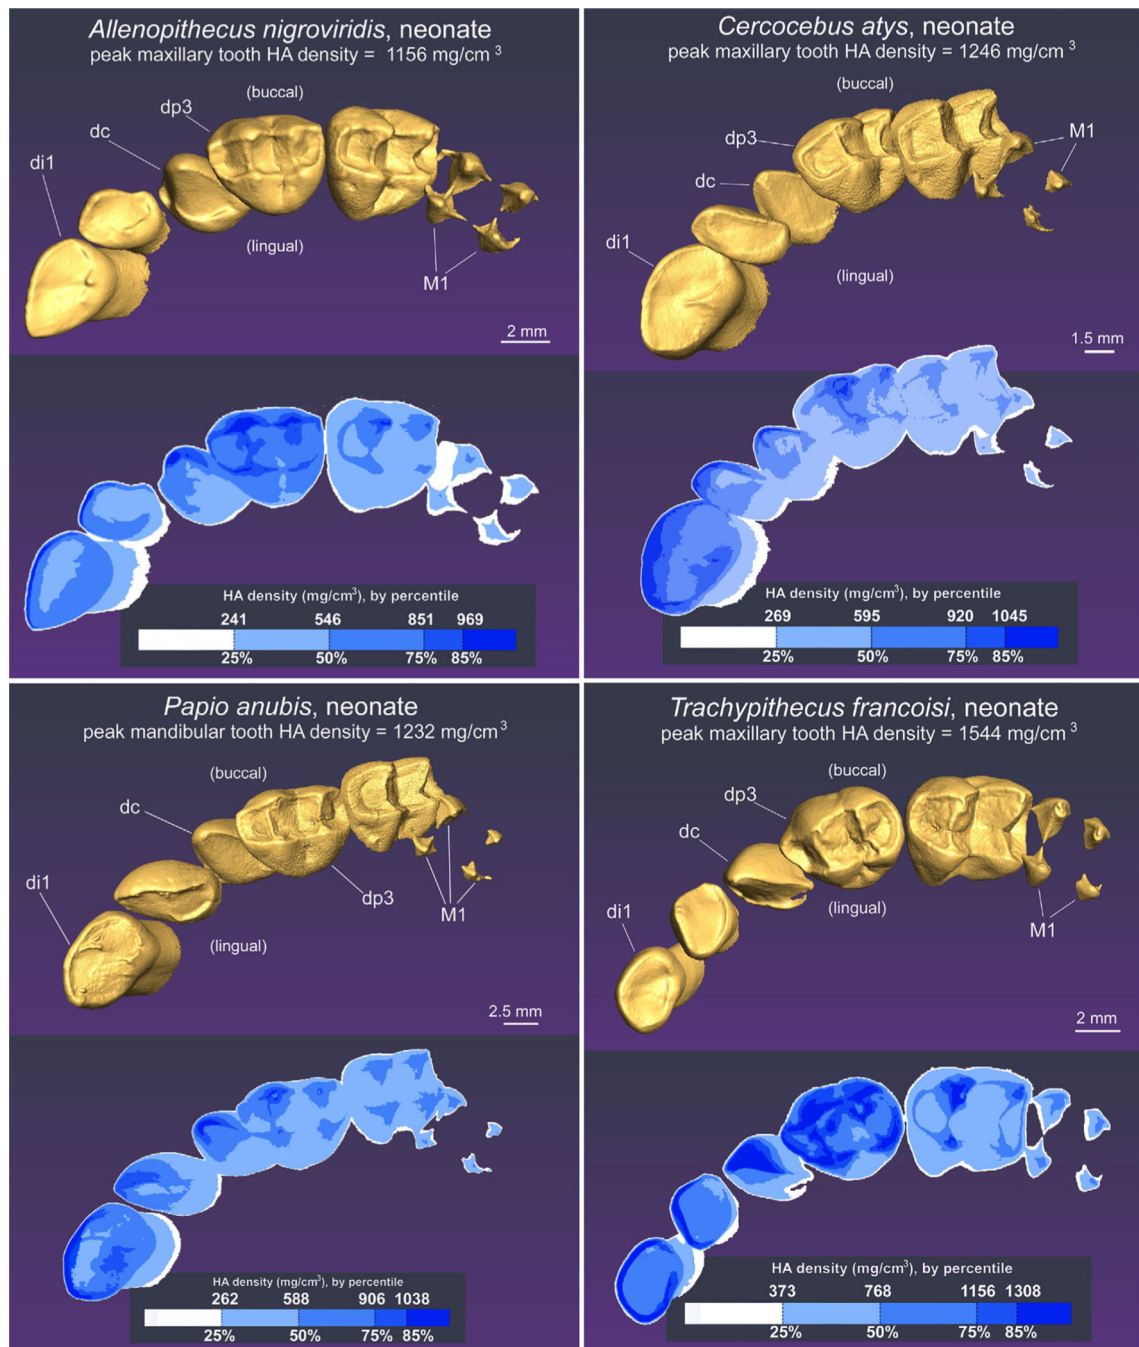 Allenopithecus nigroviridis, neonate
peak maxillary tooth HA density = 1156 mg/cm 3
(buccal)
dp3
dc
di1
(lingual)
M1
2 mm
HA density (mg/cm3), by percentile
241 546 851 969
25% 50% 75% 85%
Cercocebus atys, neonate
peak maxillary tooth HA density = 1246 mg/cm 3
(buccal)
dp3
M1
dc
di1
(lingual)
1.5 mm
HA density (mg/cm3), by percentile
269 595 920 1045
25% 50% 75% 85%
Papio anubis, neonate
peak mandibular tooth HA density = 1232 mg/cm3
(buccal)
dc
di1
dp3
M1
(lingual)
2.5 mm
HA density (mg/cm3), by percentile
262 588 906 1038
25% 50% 75% 85%
Trachypithecus francoisi, neonate
peak maxillary tooth HA density = 1544 mg/cm 3
(buccal)
dp3
dc
di1
(lingual)
M1
2 mm
HA density (mg/cm3), by percentile
373 768 1156 1308
25% 50% 75% 85%